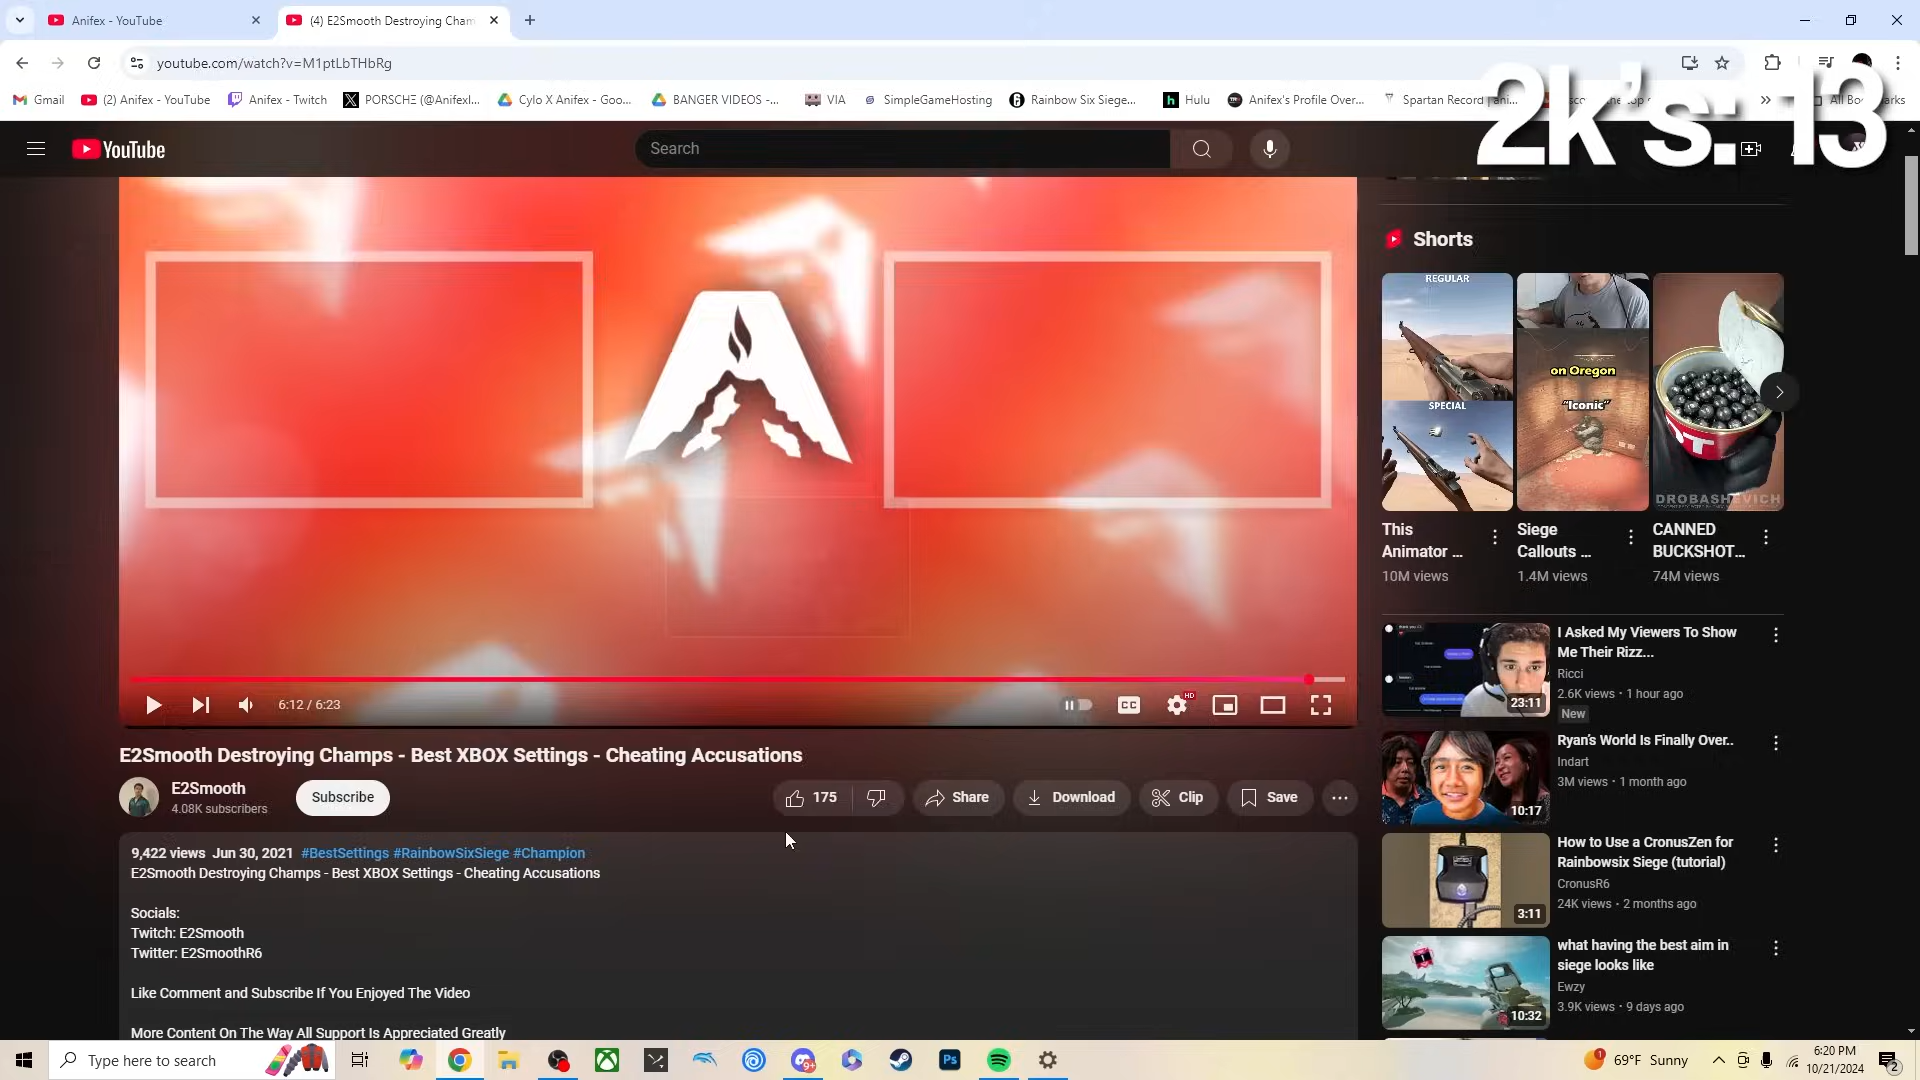 Anifex - YouTube
(4) E2Smooth Destroying Cham
youtube.com/watch?v=M1ptLbTHbRg
2K's: 13
Gmail
(2) Anifex - YouTube
Anifex - Twitch
PORSCHΞ (@Anifexl...
Cylo X Anifex - Goo...
BANGER VIDEOS -...
VIA
SimpleGameHosting
Rainbow Six Siege...
Hulu
Anifex's Profile Over...
Spartan Record | ani...
YouTube
Search
Shorts
REGULAR
SPECIAL
on Oregon
"Iconic"
DROBASHEVICH
This
Animator ...
10M views
Siege
Callouts ...
1.4M views
CANNED
BUCKSHOT...
74M views
6:12 / 6:23
CC
HD
E2Smooth Destroying Champs - Best XBOX Settings - Cheating Accusations
E2Smooth
4.08K subscribers
Subscribe
175
Share
Download
Clip
Save
9,422 views Jun 30, 2021 #BestSettings #RainbowSixSiege #Champion
E2Smooth Destroying Champs - Best XBOX Settings - Cheating Accusations
Socials:
Twitch: E2Smooth
Twitter: E2SmoothR6
Like Comment and Subscribe If You Enjoyed The Video
More Content On The Way All Support Is Appreciated Greatly
23:11
I Asked My Viewers To Show
Me Their Rizz...
Ricci
2.6K views • 1 hour ago
New
10:17
Ryan's World Is Finally Over..
Indart
3M views • 1 month ago
3:11
How to Use a CronusZen for
Rainbowsix Siege (tutorial)
CronusR6
24K views • 2 months ago
10:32
what having the best aim in
siege looks like
Ewzy
3.9K views • 9 days ago
Type here to search
9+
Ps
1
69°F Sunny
6:20 PM
10/21/2024
2